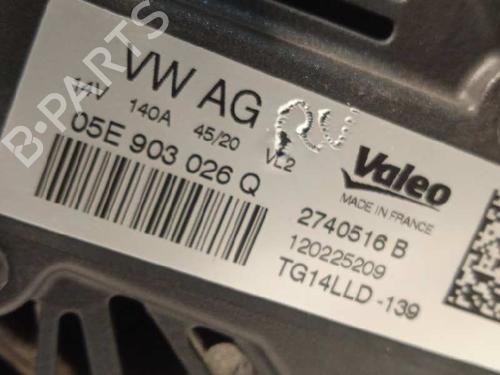 B-PARTS
VW AG
14V 140A 45/20 VL2
05E 903 026 Q
Valeo
MADE IN FRANCE
2740516 B
120225209
TG14LLD -139